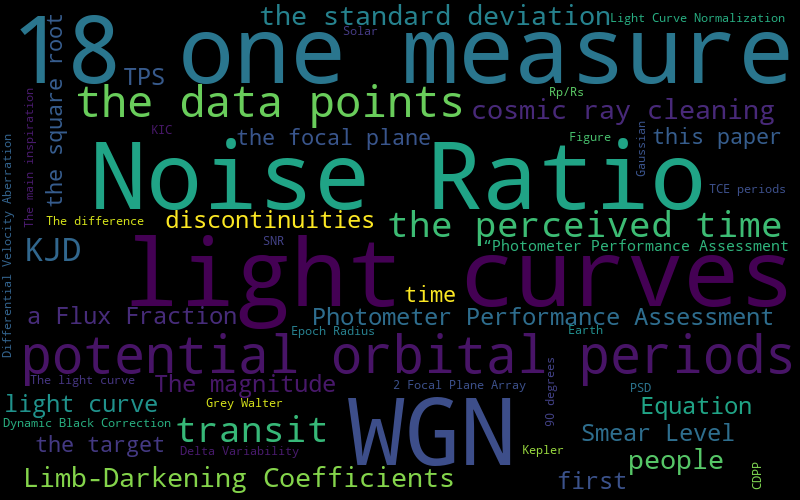 the standard deviation
Light Curve Normalization
18
one measure
Solar
TPS
the square root
the data points
Rp/Rs
cosmic ray cleaning
The main inspiration
KIC
the focal plane
Figure
Gaussian
this paper
Noise Ratio
TCE periods
Differential Velocity Aberration
The difference
discontinuities
the perceived time
KJD
SNR
“Photometer Performance Assessment
light curves
time
a Flux Fraction
Photometer Performance Assessment
Epoch Radius
Earth
potential orbital periods
The light curve
The magnitude
2 Focal Plane Array
90 degrees
PSD
light curve
Grey Walter
WGN
Equation
Dynamic Black Correction
transit
Smear Level
the target
Delta Variability
Kepler
people
Limb-Darkening Coefficients
first
CDPP